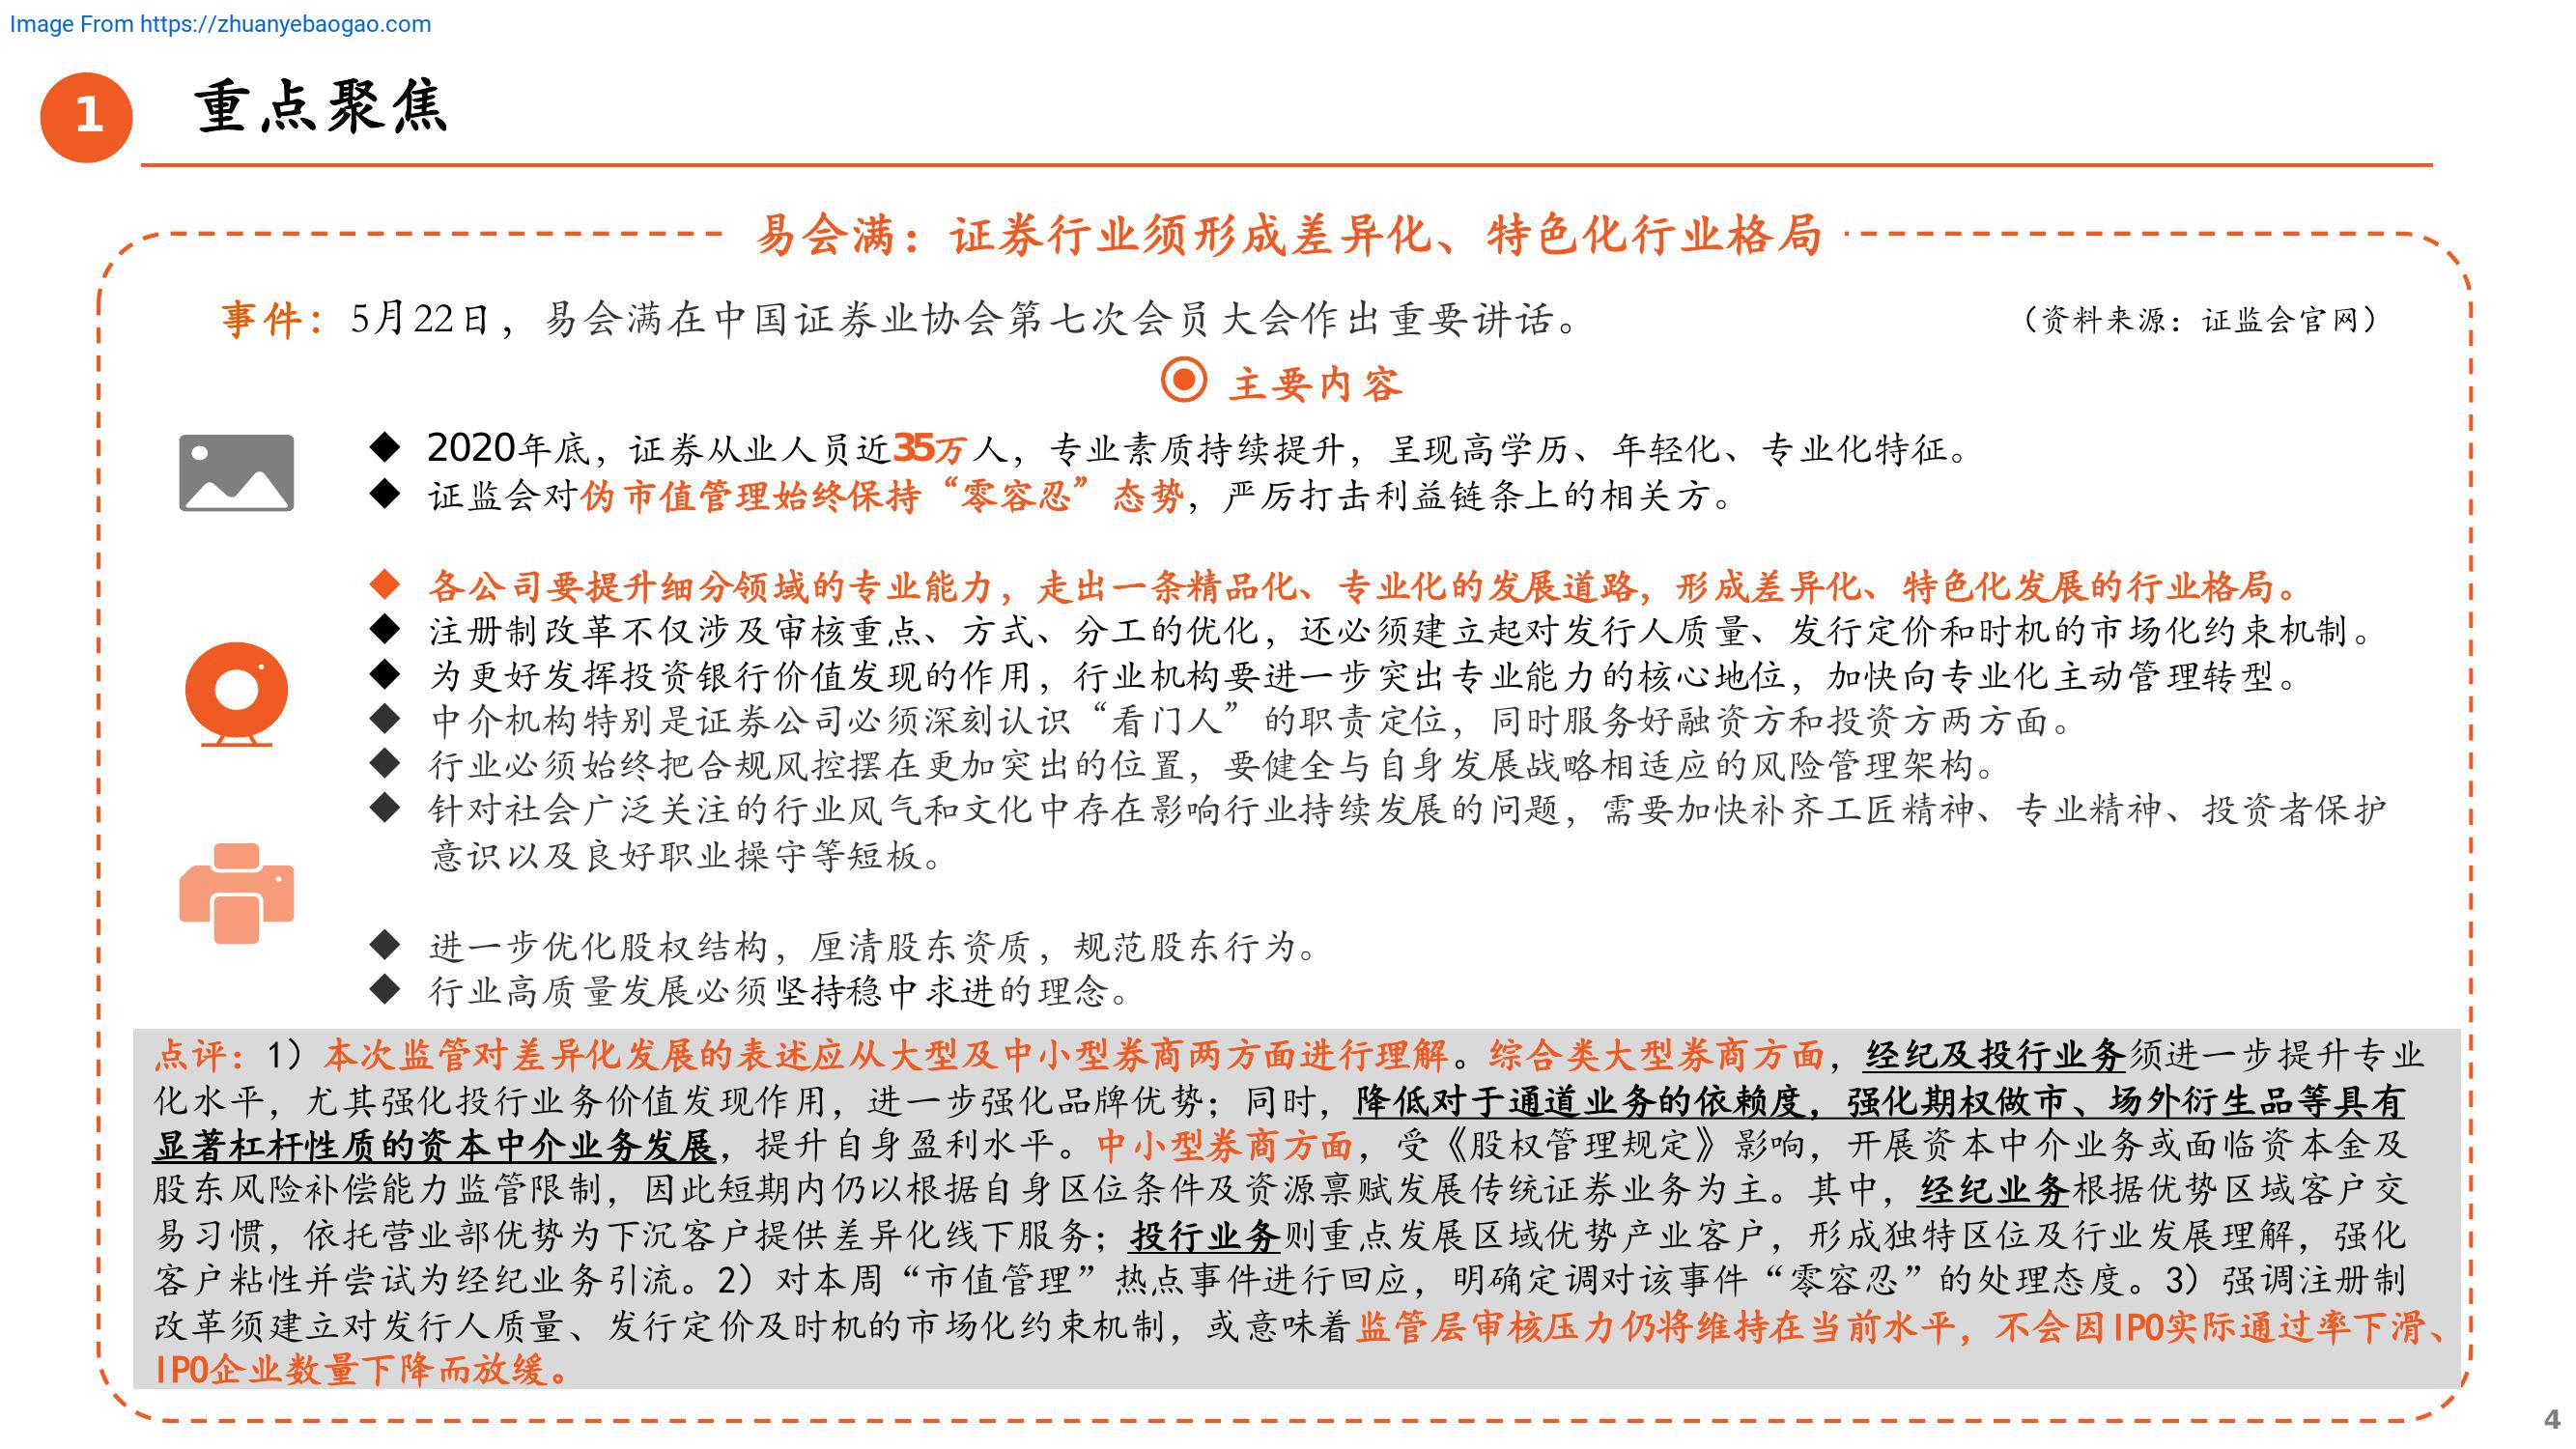 Image From https://zhuanyebaogao.com
1
重点聚焦
易会满：证券行业须形成差异化、特色化行业格局
事件：5月22日，易会满在中国证券业协会第七次会员大会作出重要讲话。
（资料来源：证监会官网）
主要内容
◆ 2020年底，证券从业人员近35万人，专业素质持续提升，呈现高学历、年轻化、专业化特征。
◆ 证监会对伪市值管理始终保持“零容忍”态势，严厉打击利益链条上的相关方。
◆ 各公司要提升细分领域的专业能力，走出一条精品化、专业化的发展道路，形成差异化、特色化发展的行业格局。
◆ 注册制改革不仅涉及审核重点、方式、分工的优化，还必须建立起对发行人质量、发行定价和时机的市场化约束机制。
◆ 为更好发挥投资银行价值发现的作用，行业机构要进一步突出专业能力的核心地位，加快向专业化主动管理转型。
◆ 中介机构特别是证券公司必须深刻认识“看门人”的职责定位，同时服务好融资方和投资方两方面。
◆ 行业必须始终把合规风控摆在更加突出的位置，要健全与自身发展战略相适应的风险管理架构。
◆ 针对社会广泛关注的行业风气和文化中存在影响行业持续发展的问题，需要加快补齐工匠精神、专业精神、投资者保护
意识以及良好职业操守等短板。
◆ 进一步优化股权结构，厘清股东资质，规范股东行为。
◆ 行业高质量发展必须坚持稳中求进的理念。
点评：1）本次监管对差异化发展的表述应从大型及中小型券商两方面进行理解。综合类大型券商方面，经纪及投行业务须进一步提升专业
化水平，尤其强化投行业务价值发现作用，进一步强化品牌优势；同时，降低对于通道业务的依赖度，强化期权做市、场外衍生品等具有
显著杠杆性质的资本中介业务发展，提升自身盈利水平。中小型券商方面，受《股权管理规定》影响，开展资本中介业务或面临资本金及
股东风险补偿能力监管限制，因此短期内仍以根据自身区位条件及资源禀赋发展传统证券业务为主。其中，经纪业务根据优势区域客户交
易习惯，依托营业部优势为下沉客户提供差异化线下服务；投行业务则重点发展区域优势产业客户，形成独特区位及行业发展理解，强化
客户粘性并尝试为经纪业务引流。2）对本周“市值管理”热点事件进行回应，明确定调对该事件“零容忍”的处理态度。3）强调注册制
改革须建立对发行人质量、发行定价及时机的市场化约束机制，或意味着监管层审核压力仍将维持在当前水平，不会因IPO实际通过率下滑、
IPO企业数量下降而放缓。
4